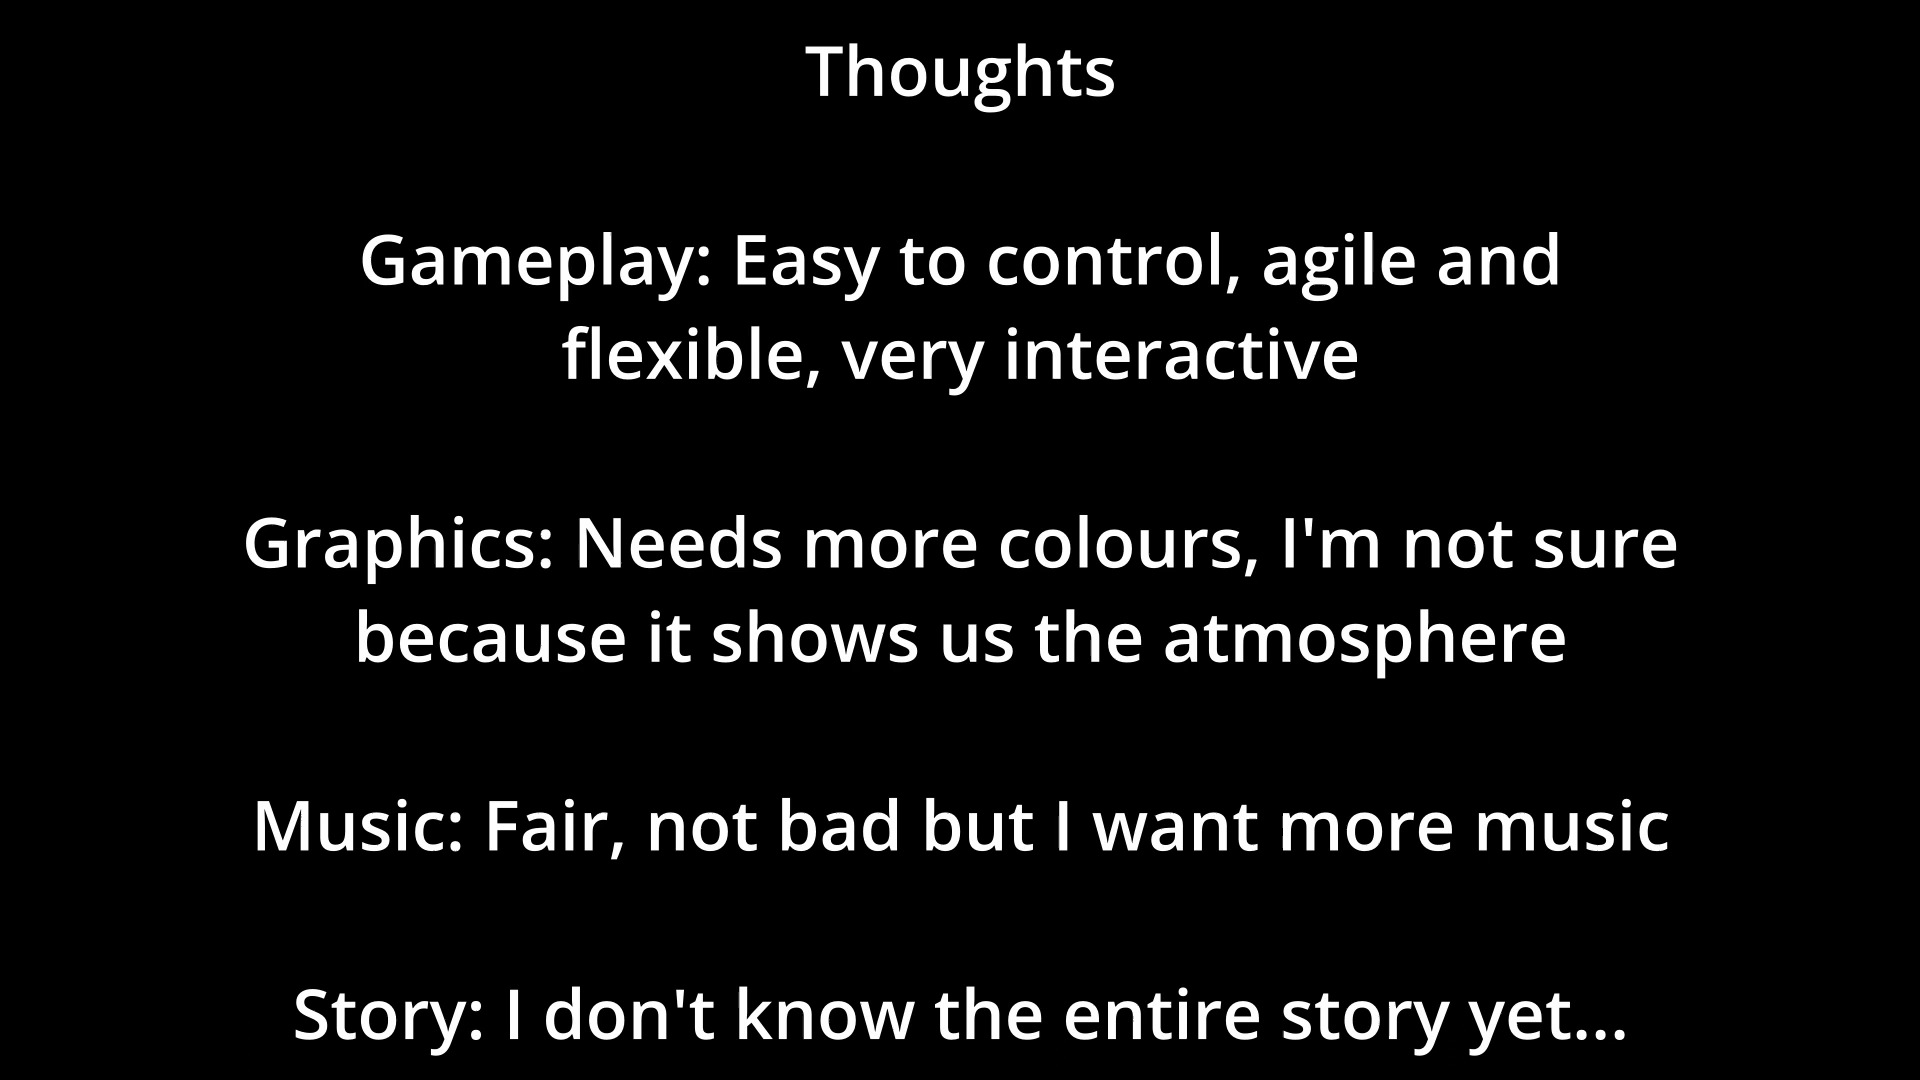 Thoughts
Gameplay: Easy to control, agile and
flexible, very interactive
Graphics: Needs more colours, I'm not sure
because it shows us the atmosphere
Music: Fair, not bad but I want more music
Story: I don't know the entire story yet...